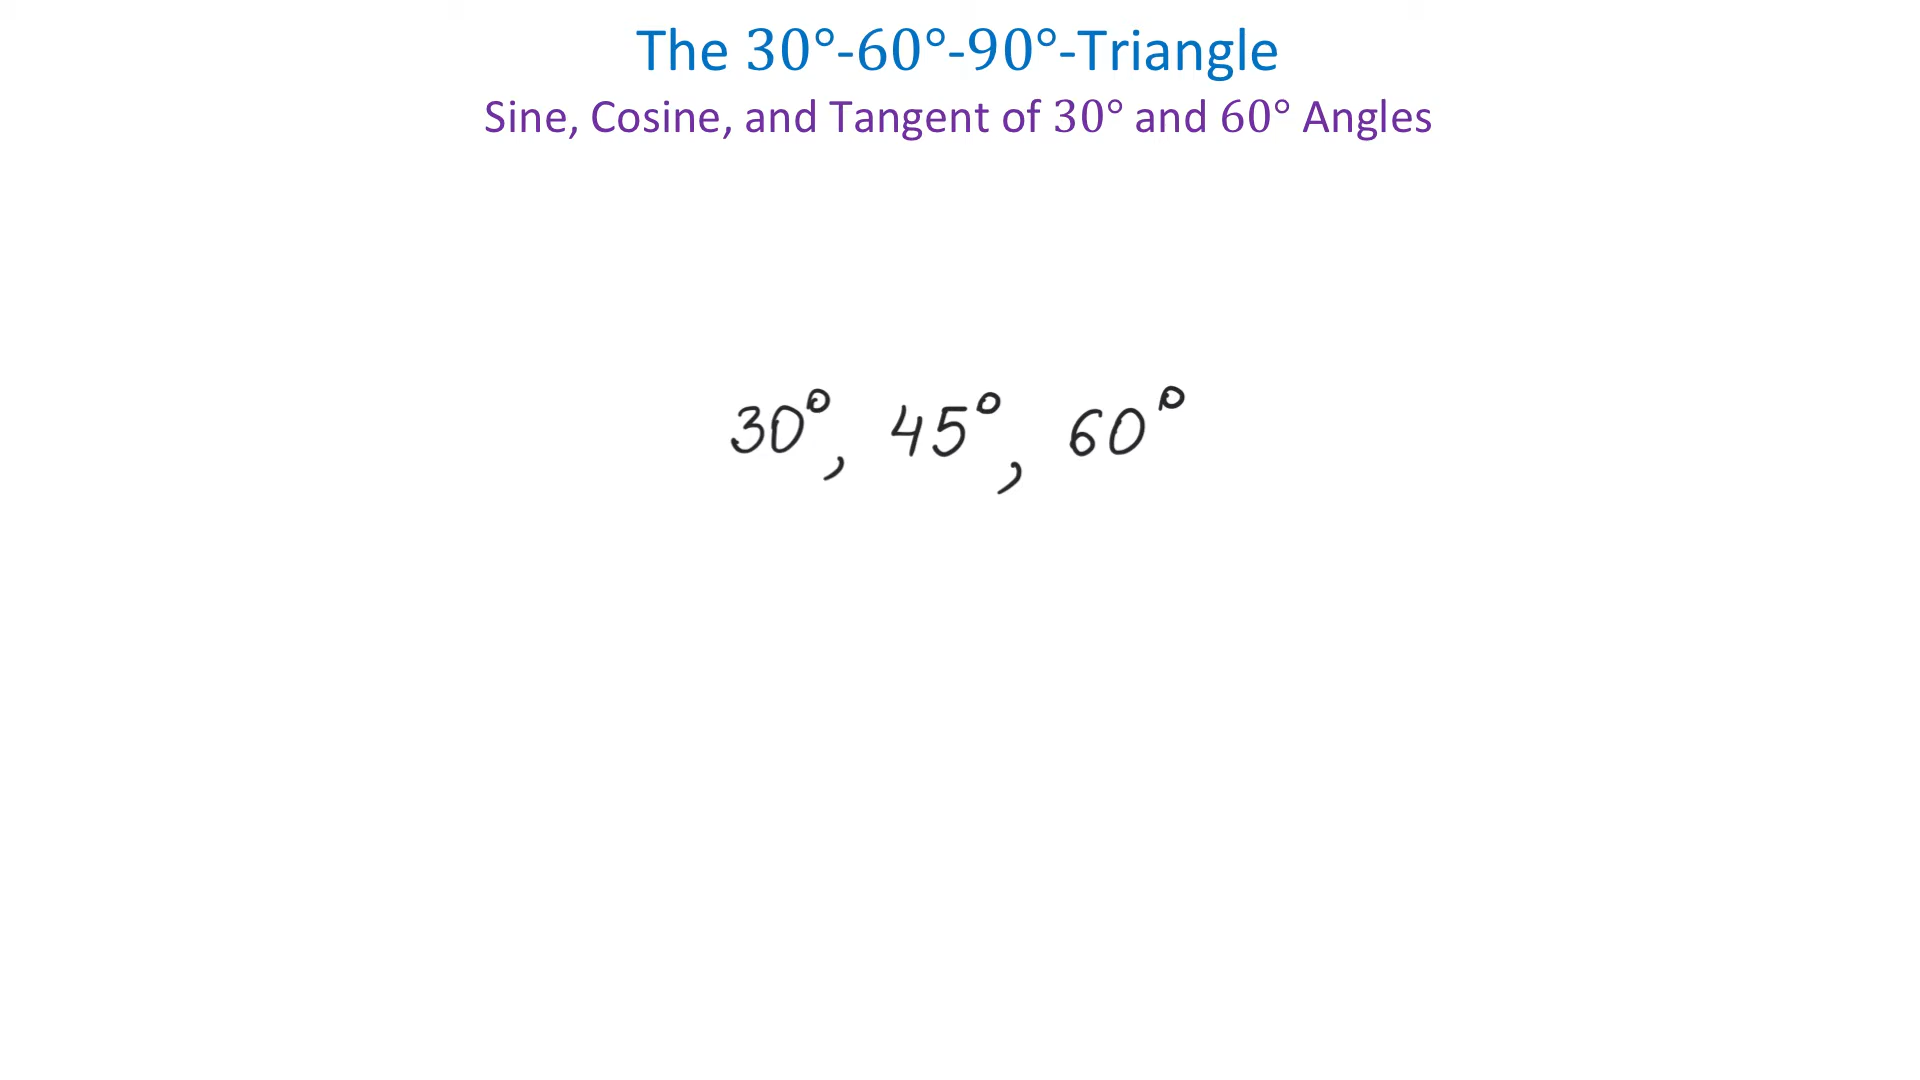 The 30°-60°-90°-Triangle
Sine, Cosine, and Tangent of 30° and 60° Angles
30°, 45°, 60°